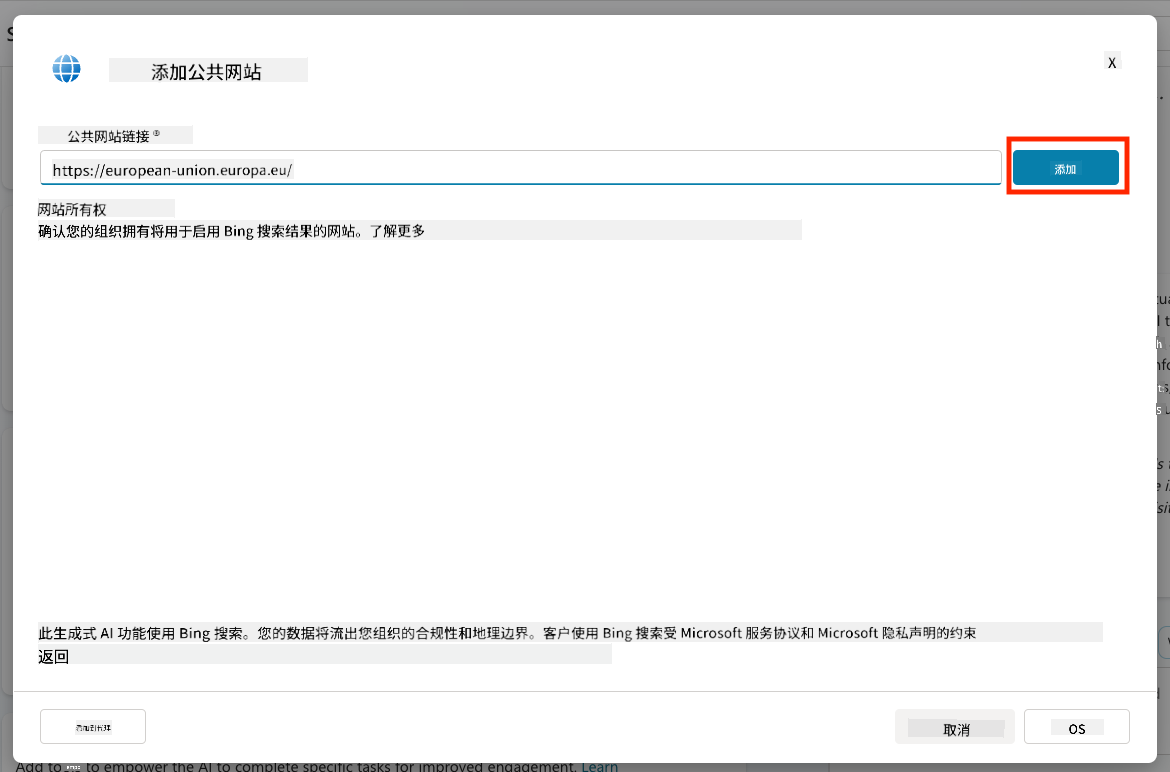 添加公共网站
X
公共网站链接 ®
https://european-union.europa.eu/
添加
网站所有权
确认您的组织拥有将用于启用 Bing 搜索结果的网站。了解更多
此生成式 AI 功能使用 Bing 搜索。您的数据将流出您组织的合规性和地理边界。客户使用 Bing 搜索受 Microsoft 服务协议和 Microsoft 隐私声明的约束
返回
添加到代理
取消
OS
Add to to empower the AI to complete specific tasks for improved engagement. Learn